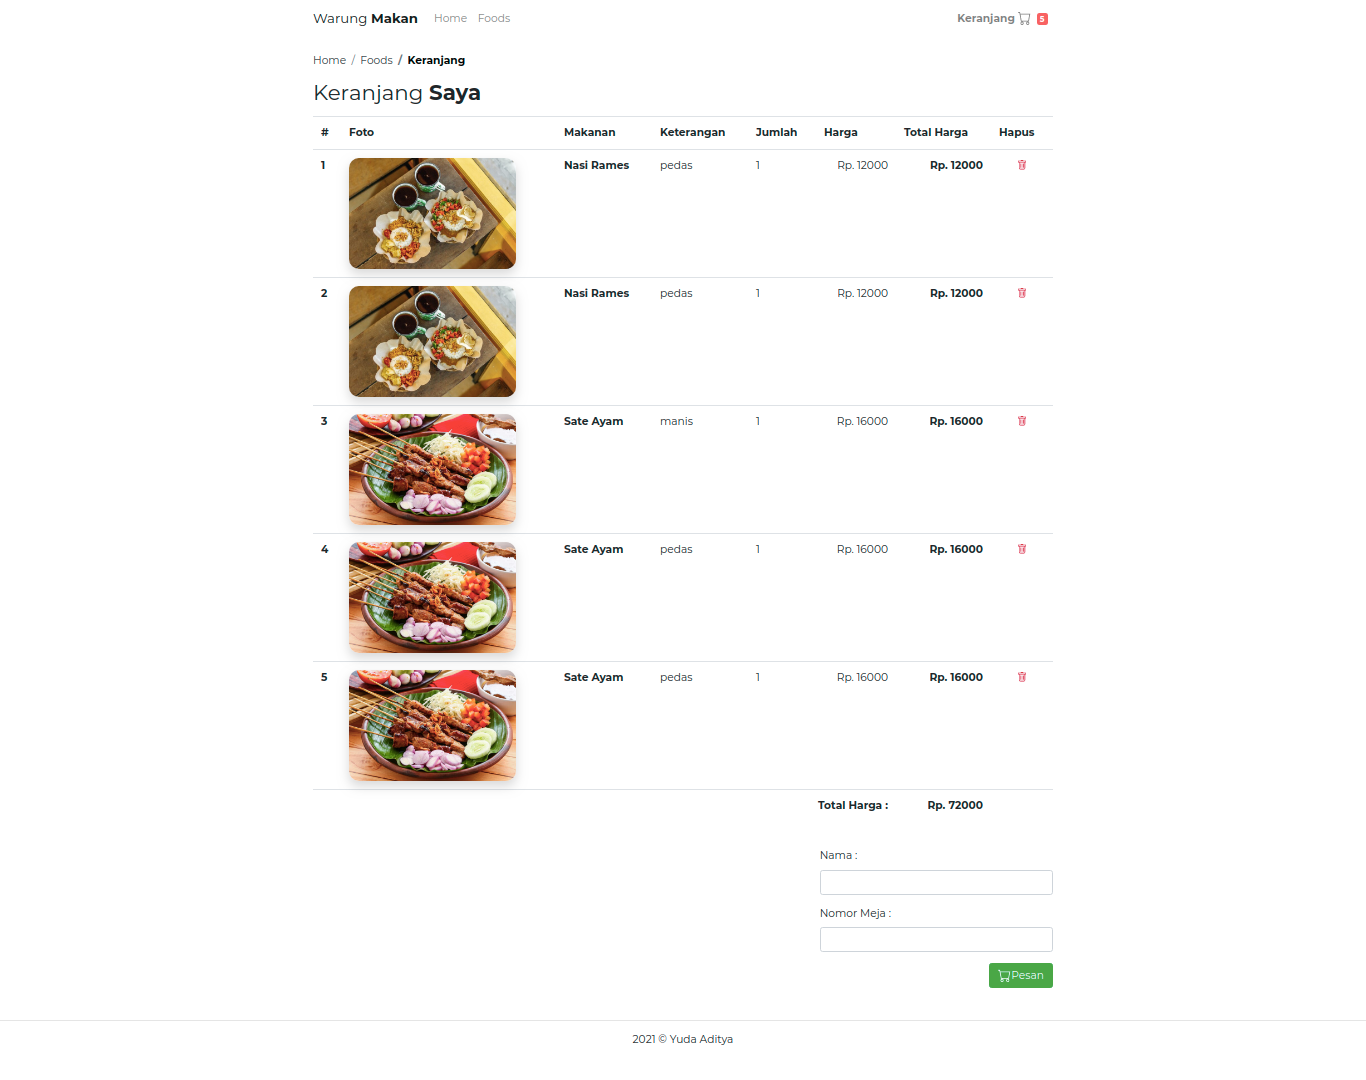 Warung Makan Home Foods Keranjang 5
Home / Foods / Keranjang
Keranjang Saya
# Foto Makanan Keterangan Jumlah Harga Total Harga Hapus
1 Nasi Rames pedas 1 Rp. 12000 Rp. 12000
2 Nasi Rames pedas 1 Rp. 12000 Rp. 12000
3 Sate Ayam manis 1 Rp. 16000 Rp. 16000
4 Sate Ayam pedas 1 Rp. 16000 Rp. 16000
5 Sate Ayam pedas 1 Rp. 16000 Rp. 16000
Total Harga : Rp. 72000
Nama :
Nomor Meja :
Pesan
2021 © Yuda Aditya